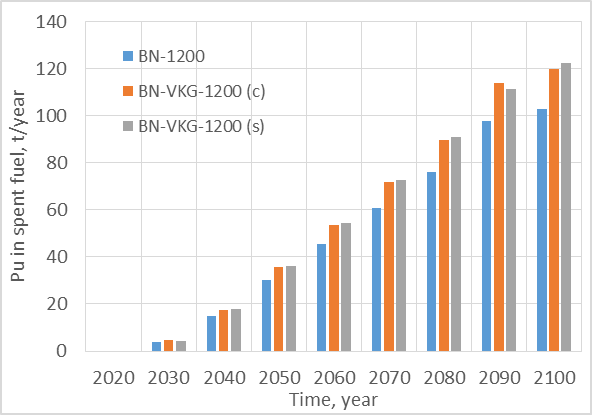 Pu in spent fuel, t/year
140
120
100
80
60
40
20
0
BN-1200
BN-VKG-1200 (c)
BN-VKG-1200 (s)
2020 2030 2040 2050 2060 2070 2080 2090 2100
Time, year